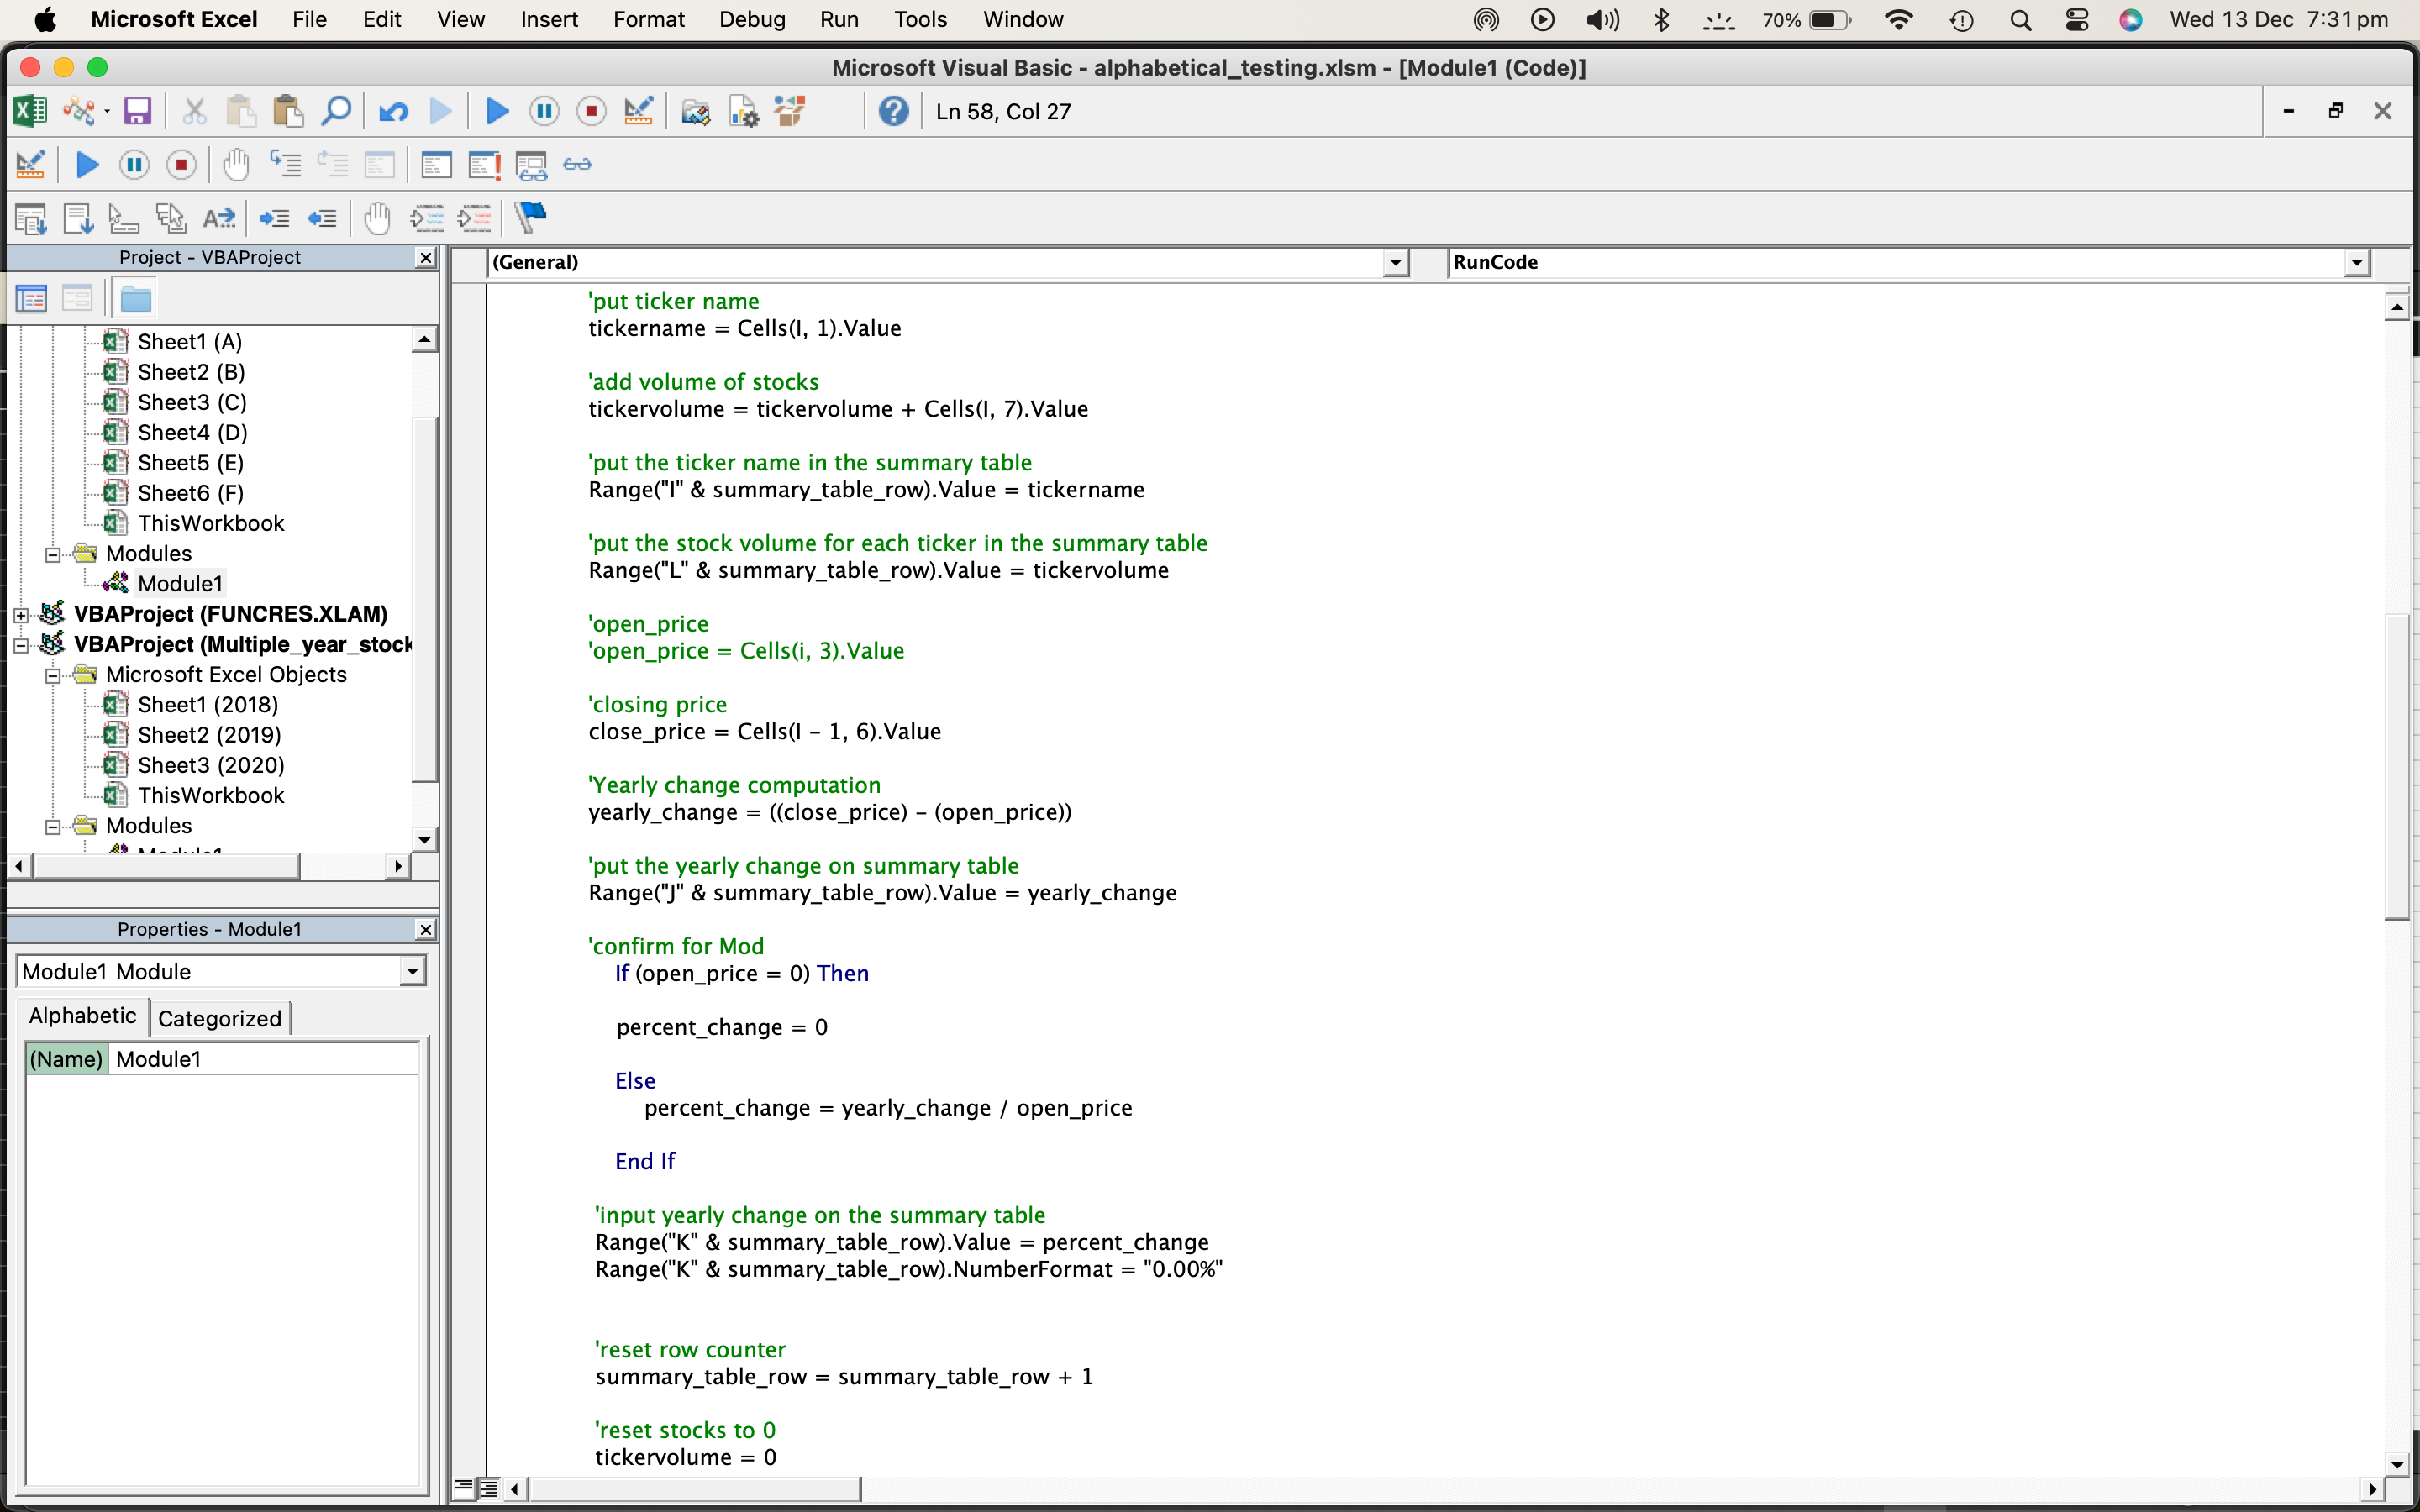 Microsoft Excel File Edit View Insert Format Debug Run Tools Window 70% Wed 13 Dec 7:31 pm
Microsoft Visual Basic - alphabetical_testing.xlsm - [Module1 (Code)]
Ln 58, Col 27
Project - VBAProject
Sheet1 (A)
Sheet2 (B)
Sheet3 (C)
Sheet4 (D)
Sheet5 (E)
Sheet6 (F)
ThisWorkbook
Modules
Module1
VBAProject (FUNCRES.XLAM)
VBAProject (Multiple_year_stock
Microsoft Excel Objects
Sheet1 (2018)
Sheet2 (2019)
Sheet3 (2020)
ThisWorkbook
Modules
Module1
Properties - Module1
Module1 Module
Alphabetic Categorized
(Name) Module1
(General) RunCode
'put ticker name
tickername = Cells(I, 1).Value
'add volume of stocks
tickervolume = tickervolume + Cells(I, 7).Value
'put the ticker name in the summary table
Range("I" & summary_table_row).Value = tickername
'put the stock volume for each ticker in the summary table
Range("L" & summary_table_row).Value = tickervolume
'open_price
'open_price = Cells(i, 3).Value
'closing price
close_price = Cells(I - 1, 6).Value
'Yearly change computation
yearly_change = ((close_price) - (open_price))
'put the yearly change on summary table
Range("J" & summary_table_row).Value = yearly_change
'confirm for Mod
If (open_price = 0) Then
percent_change = 0
Else
percent_change = yearly_change / open_price
End If
'input yearly change on the summary table
Range("K" & summary_table_row).Value = percent_change
Range("K" & summary_table_row).NumberFormat = "0.00%"
'reset row counter
summary_table_row = summary_table_row + 1
'reset stocks to 0
tickervolume = 0